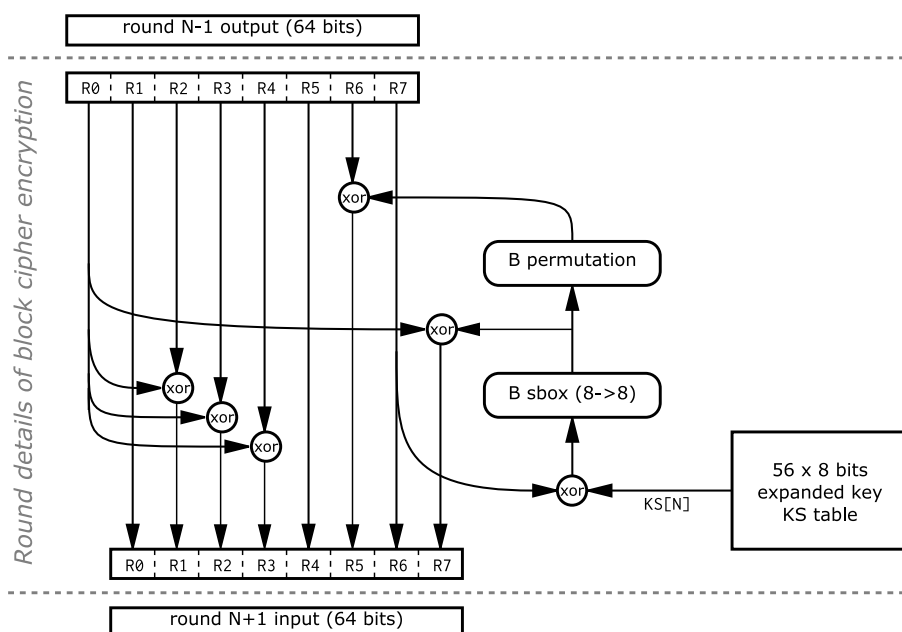 round N-1 output (64 bits)
Round details of block cipher encryption
R0 R1 R2 R3 R4 R5 R6 R7
xor
B permutation
xor
xor
B sbox (8->8)
xor
xor
xor
KS[N]
56 x 8 bits
expanded key
KS table
R0 R1 R2 R3 R4 R5 R6 R7
round N+1 input (64 bits)